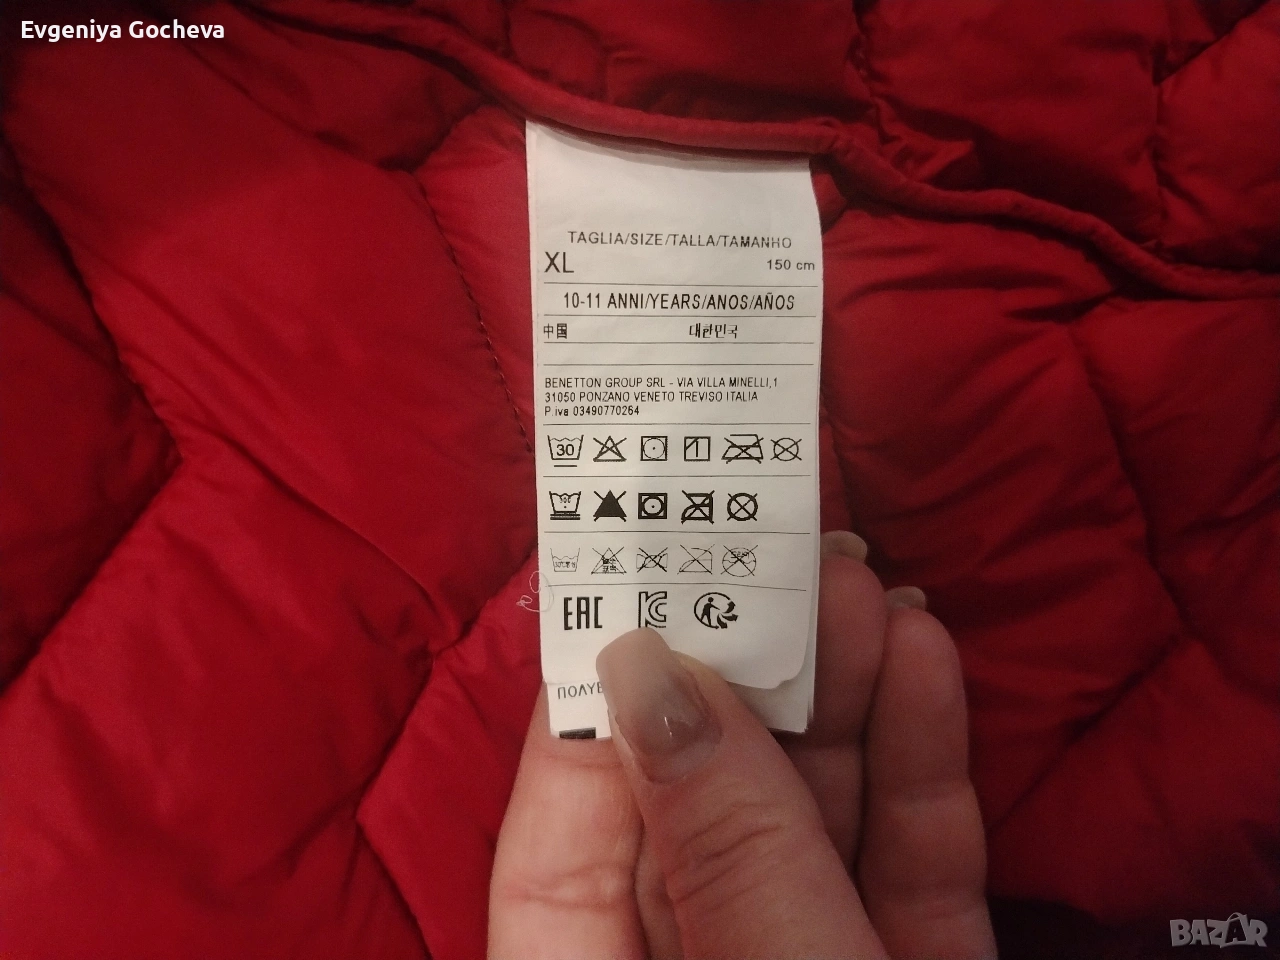 Evgeniya Gocheva
TAGLIA/SIZE/TALLA/TAMANHO
XL 150 cm
10-11 ANNI/YEARS/ANOS/AÑOS
中国 대한민국
BENETTON GROUP SRL - VIA VILLA MINELLI,1
31050 PONZANO VENETO TREVISO ITALIA
P.iva 03490770264
30
EAC
BAZAR